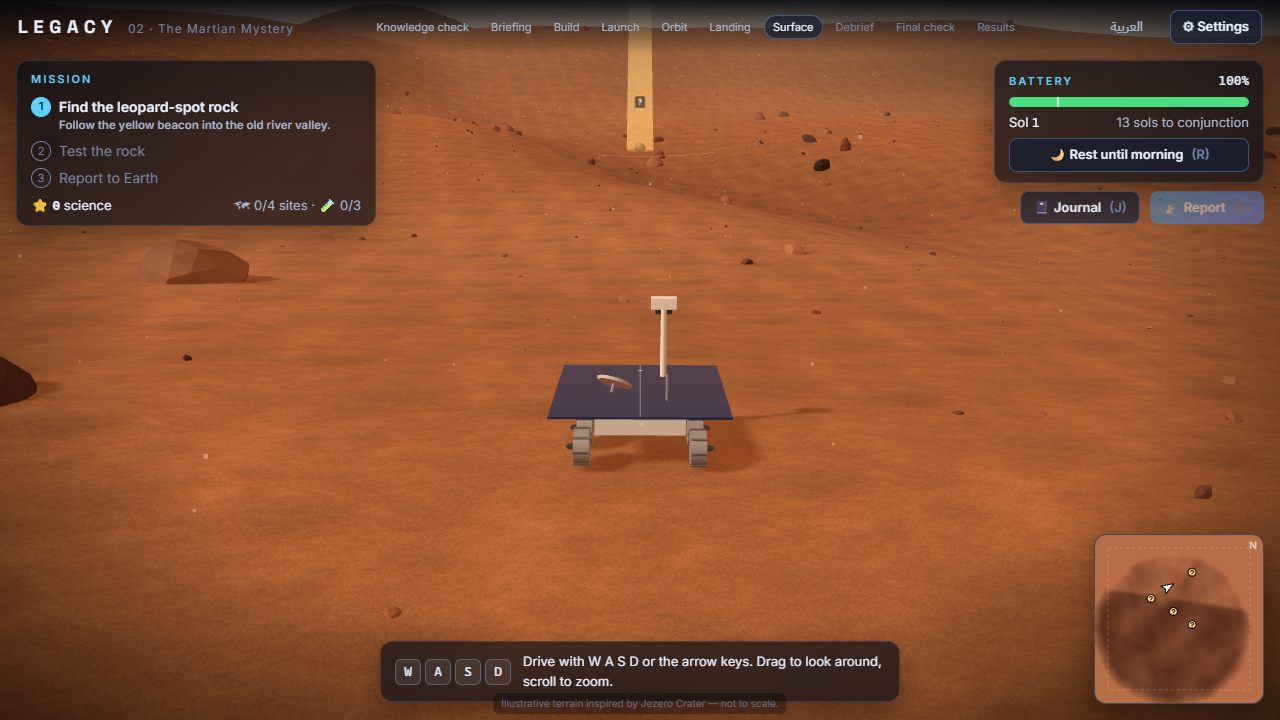 LEGACY 02 · The Martian Mystery
Knowledge check Briefing Build Launch Orbit Landing Surface Debrief Final check Results
العربية
⚙ Settings
MISSION
1 Find the leopard-spot rock
Follow the yellow beacon into the old river valley.
2 Test the rock
3 Report to Earth
0 science 0/4 sites · 0/3
?
BATTERY 100%
Sol 1 13 sols to conjunction
Rest until morning (R)
Journal (J)
Report
N
?
?
?
?
W A S D
Drive with W A S D or the arrow keys. Drag to look around,
scroll to zoom.
Illustrative terrain inspired by Jezero Crater — not to scale.